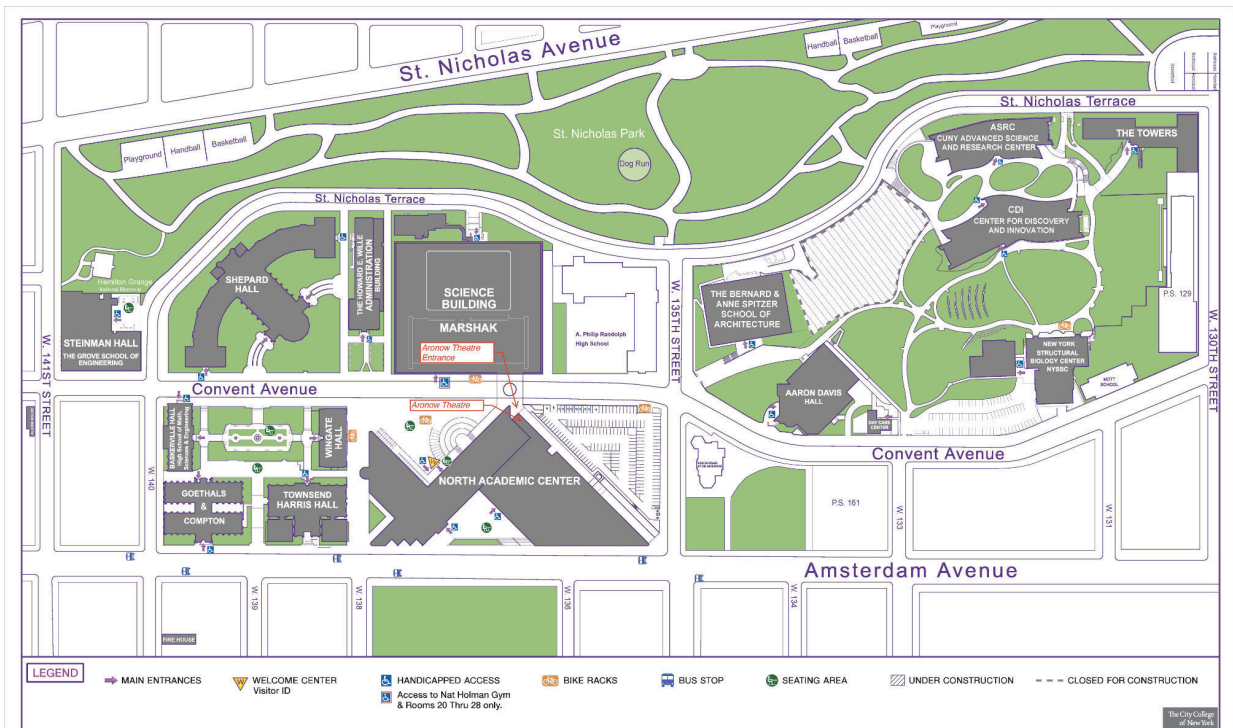 St. Nicholas Avenue
Playground
Handball
Basketball
St. Nicholas Terrace
St. Nicholas Park
Dog Run
ASRC
CUNY ADVANCED SCIENCE
AND RESEARCH CENTER
THE TOWERS
Playground
Handball
Basketball
St. Nicholas Terrace
CDI
CENTER FOR DISCOVERY
AND INNOVATION
Hamilton Grange
National Memorial
SHEPARD
HALL
THE HOWARD E. WILLE
ADMINISTRATION
BUILDING
SCIENCE
BUILDING
MARSHAK
A. Philip Randolph
High School
W. 135TH STREET
THE BERNARD &
ANNE SPITZER
SCHOOL OF
ARCHITECTURE
P.S. 129
W. 130TH STREET
W. 141ST STREET
STEINMAN HALL
THE GROVE SCHOOL OF
ENGINEERING
Aronow Theatre
Entrance
NEW YORK
STRUCTURAL
BIOLOGY CENTER
NYSBC
MOTT
SCHOOL
Convent Avenue
AARON DAVIS
HALL
DAY CARE
CENTER
Aronow Theatre
BASKERVILLE HALL
High School of Math,
Sciences & Engineering
WINGATE
HALL
Convent Avenue
W. 140
GOETHALS
&
COMPTON
TOWNSEND
HARRIS HALL
NORTH ACADEMIC CENTER
P.S. 161
W. 133
W. 131
Amsterdam Avenue
W. 139
W. 138
W. 136
W. 134
FIRE HOUSE
LEGEND
MAIN ENTRANCES
WELCOME CENTER
Visitor ID
HANDICAPPED ACCESS
Access to Nat Holman Gym
& Rooms 20 Thru 28 only.
BIKE RACKS
BUS STOP
SEATING AREA
UNDER CONSTRUCTION
CLOSED FOR CONSTRUCTION
The City College
of New York